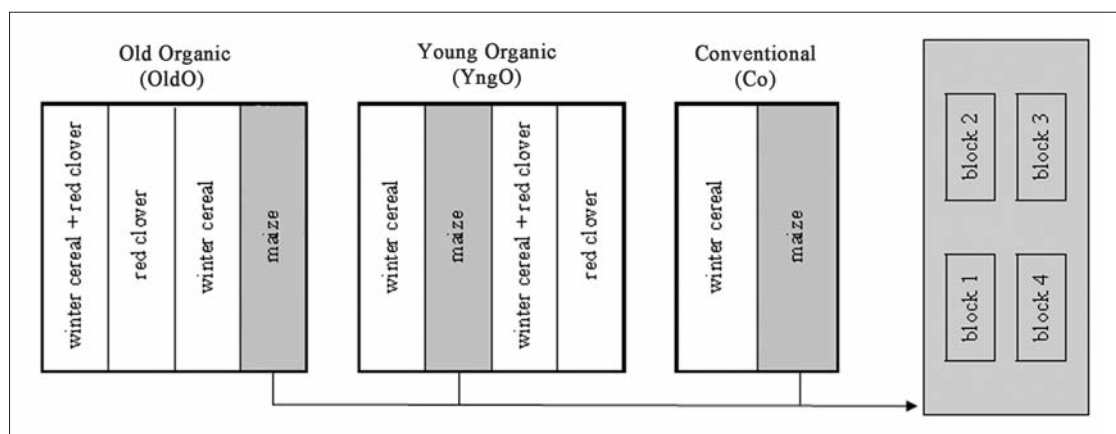 Old Organic
(OldO)
Young Organic
(YngO)
Conventional
(Co)
winter cereal + red clover
red clover
winter cereal
maize
winter cereal
maize
winter cereal + red clover
red clover
winter cereal
maize
block 2
block 3
block 1
block 4